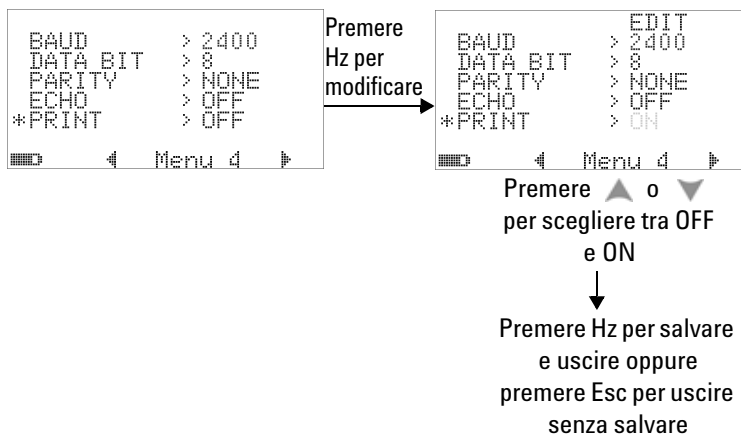 BAUD > 2400
DATA BIT > 8
PARITY > NONE
ECHO > OFF
*PRINT > OFF
Menu 4
Premere
Hz per
modificare
EDIT
BAUD > 2400
DATA BIT > 8
PARITY > NONE
ECHO > OFF
*PRINT > ON
Menu 4
Premere o
per scegliere tra OFF
e ON
Premere Hz per salvare
e uscire oppure
premere Esc per uscire
senza salvare